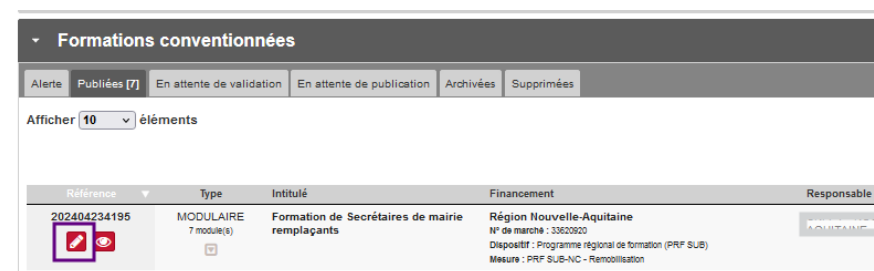 Formations conventionnées
Alerte Publiées [7] En attente de validation En attente de publication Archivées Supprimées
Afficher 10 éléments
Référence Type Intitulé Financement Responsable
202404234195 MODULAIRE Formation de Secrétaires de mairie Région Nouvelle-Aquitaine
7 module(s) remplaçants N° de marché : 33620920
Dispositif : Programme régional de formation (PRF SUB)
Mesure : PRF SUB-NC - Remobilisation